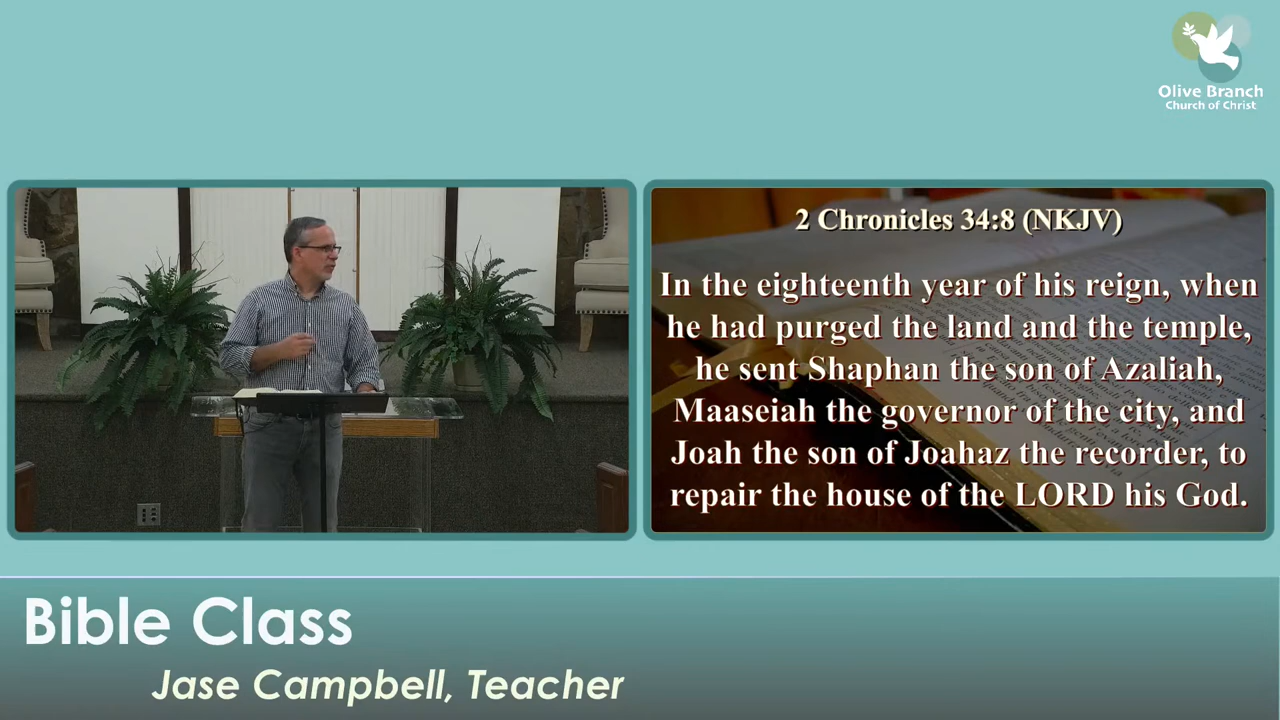 Olive Branch
Church of Christ
2 Chronicles 34:8 (NKJV)
In the eighteenth year of his reign, when
he had purged the land and the temple,
he sent Shaphan the son of Azaliah,
Maaseiah the governor of the city, and
Joah the son of Joahaz the recorder, to
repair the house of the LORD his God.
Bible Class
Jase Campbell, Teacher